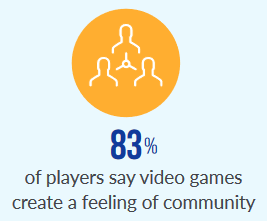 83%
of players say video games
create a feeling of community